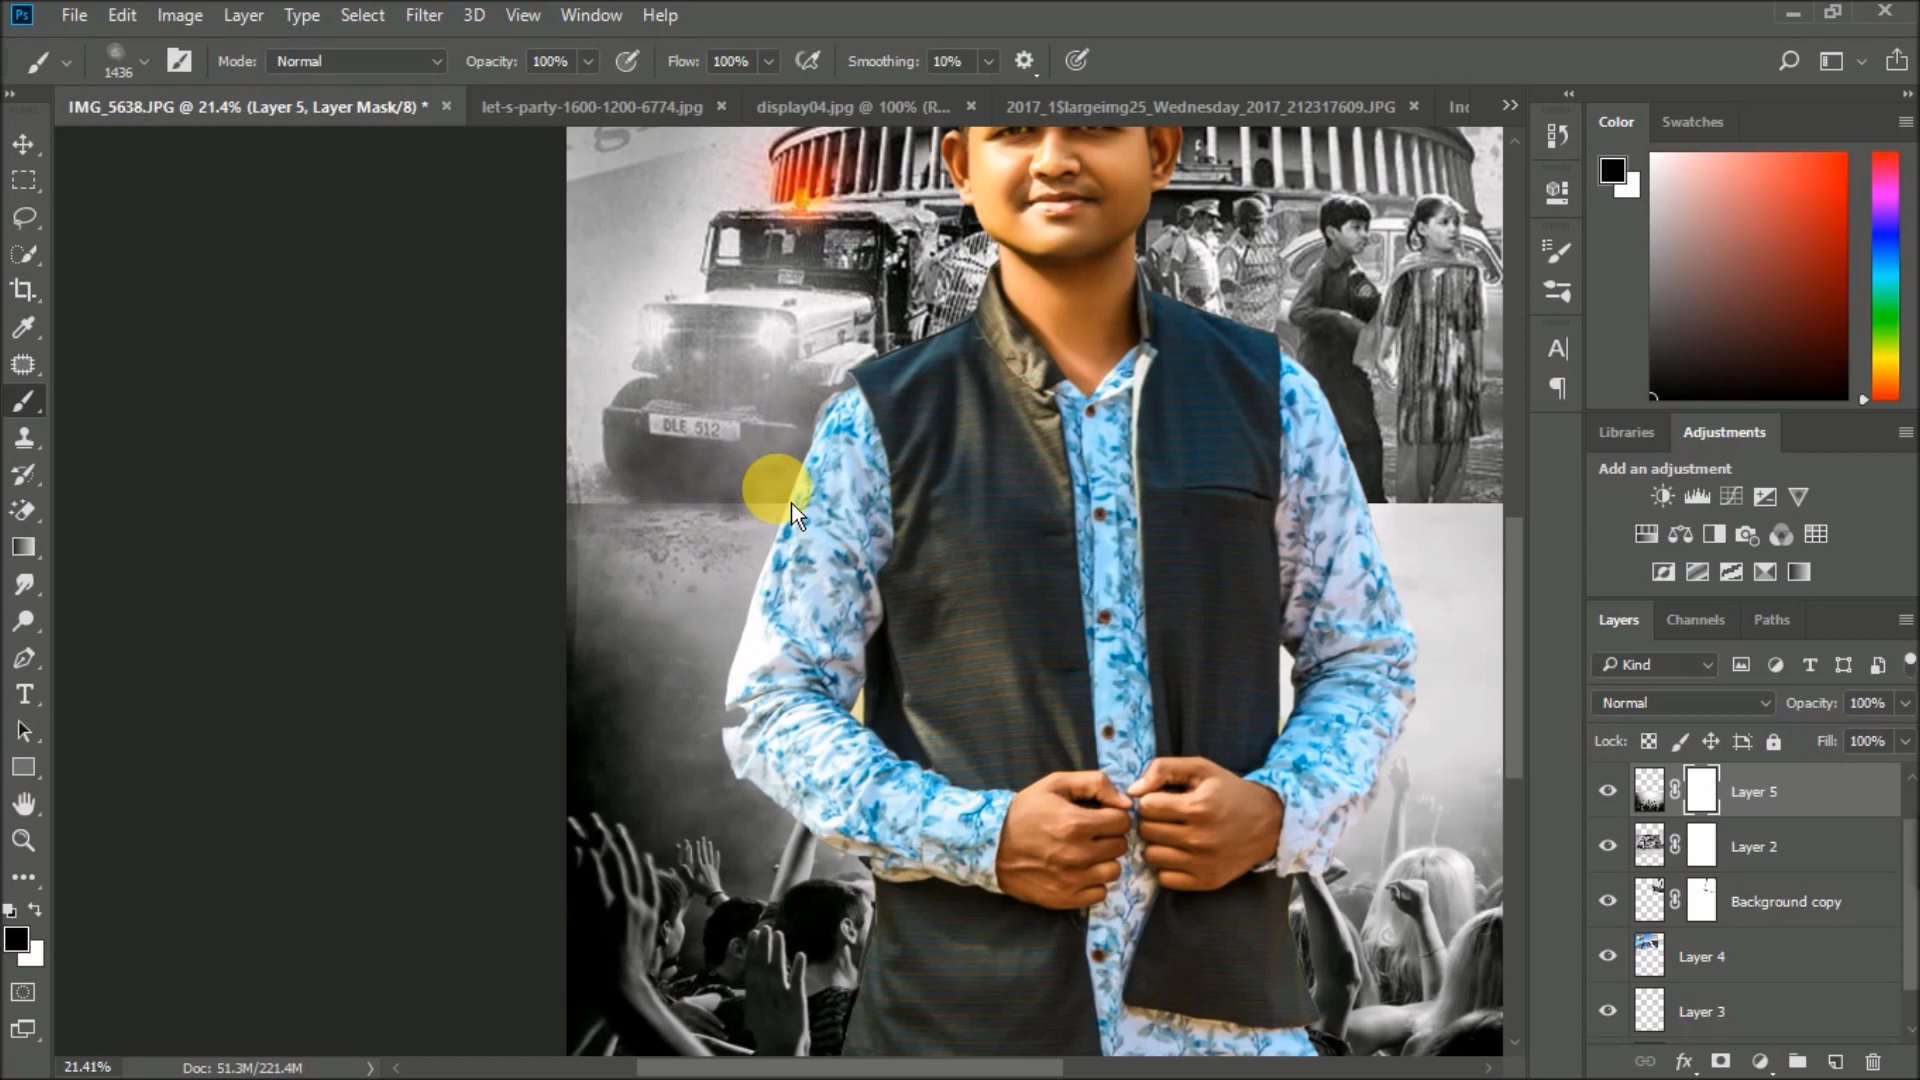 Ps File Edit Image Layer Type Select Filter 3D View Window Help
1436 Mode: Normal Opacity: 100% Flow: 100% Smoothing: 10%
IMG_5638.JPG @ 21.4% (Layer 5, Layer Mask/8) * let-s-party-1600-1200-6774.jpg display04.jpg @ 100% (R... 2017_1$largeimg25_Wednesday_2017_212317609.JPG Inc
Color Swatches
DLE 512
Libraries Adjustments
Add an adjustment
Layers Channels Paths
Kind
Normal Opacity: 100%
Lock: Fill: 100%
Layer 5
Layer 2
Background copy
Layer 4
Layer 3
21.41% Doc: 51.3M/221.4M